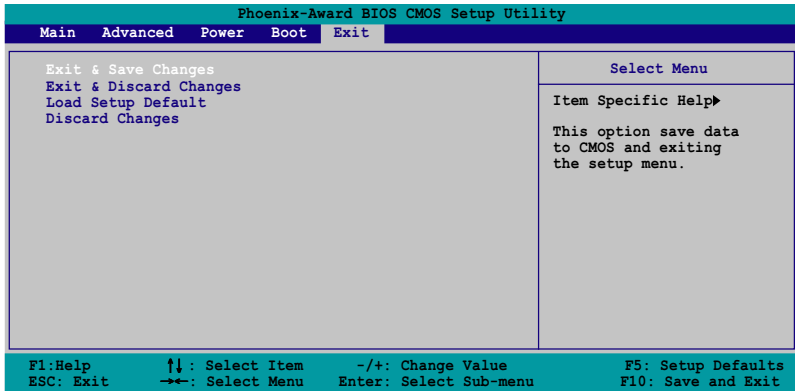 Phoenix-Award BIOS CMOS Setup Utility
Main Advanced Power Boot Exit
Exit & Save Changes
Exit & Discard Changes
Load Setup Default
Discard Changes
Select Menu
Item Specific Help▶
This option save data
to CMOS and exiting
the setup menu.
F1:Help ↑↓: Select Item -/+: Change Value F5: Setup Defaults
ESC: Exit →←: Select Menu Enter: Select Sub-menu F10: Save and Exit